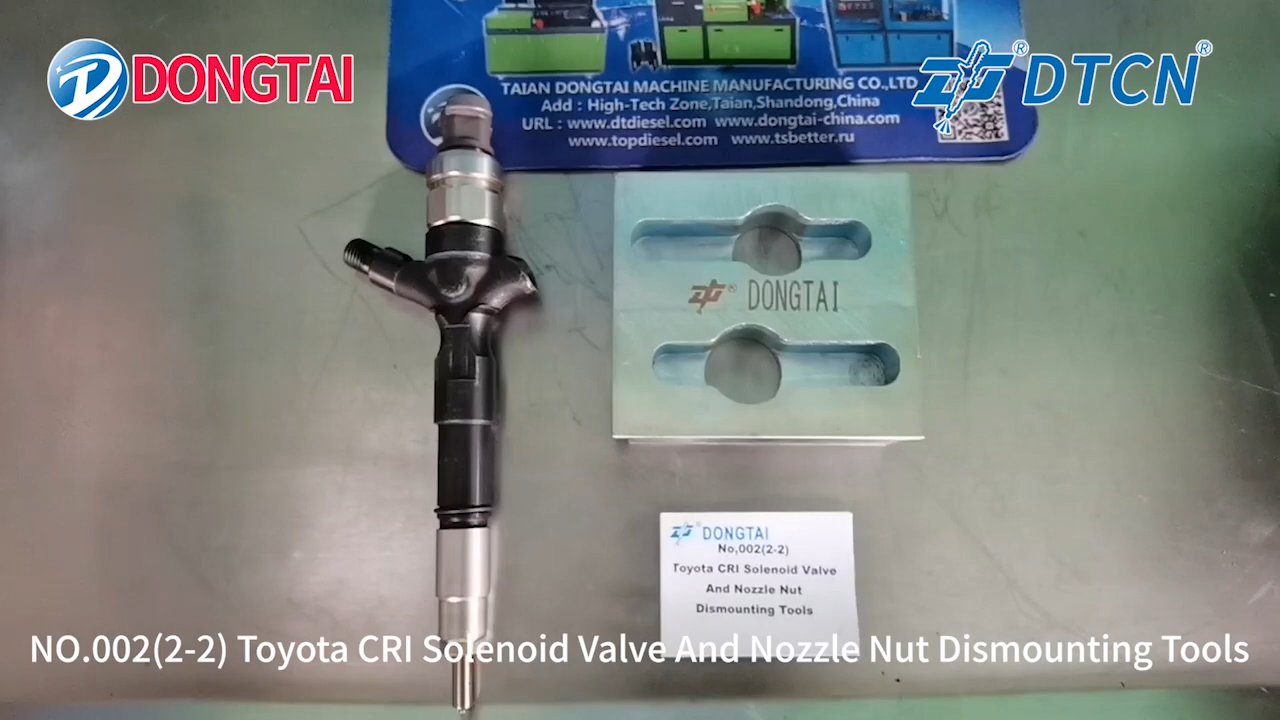 DONGTAI
DTCN®
TAIAN DONGTAI MACHINE MANUFACTURING CO.,LTD
Add : High-Tech Zone,Taian,Shandong,China
URL : www.dtdiesel.com www.dongtai-china.com
www.topdiesel.com www.tsbetter.ru
® DONGTAI
® DONGTAI
No,002(2-2)
Toyota CRI Solenoid Valve
And Nozzle Nut
Dismounting Tools
NO.002(2-2) Toyota CRI Solenoid Valve And Nozzle Nut Dismounting Tools